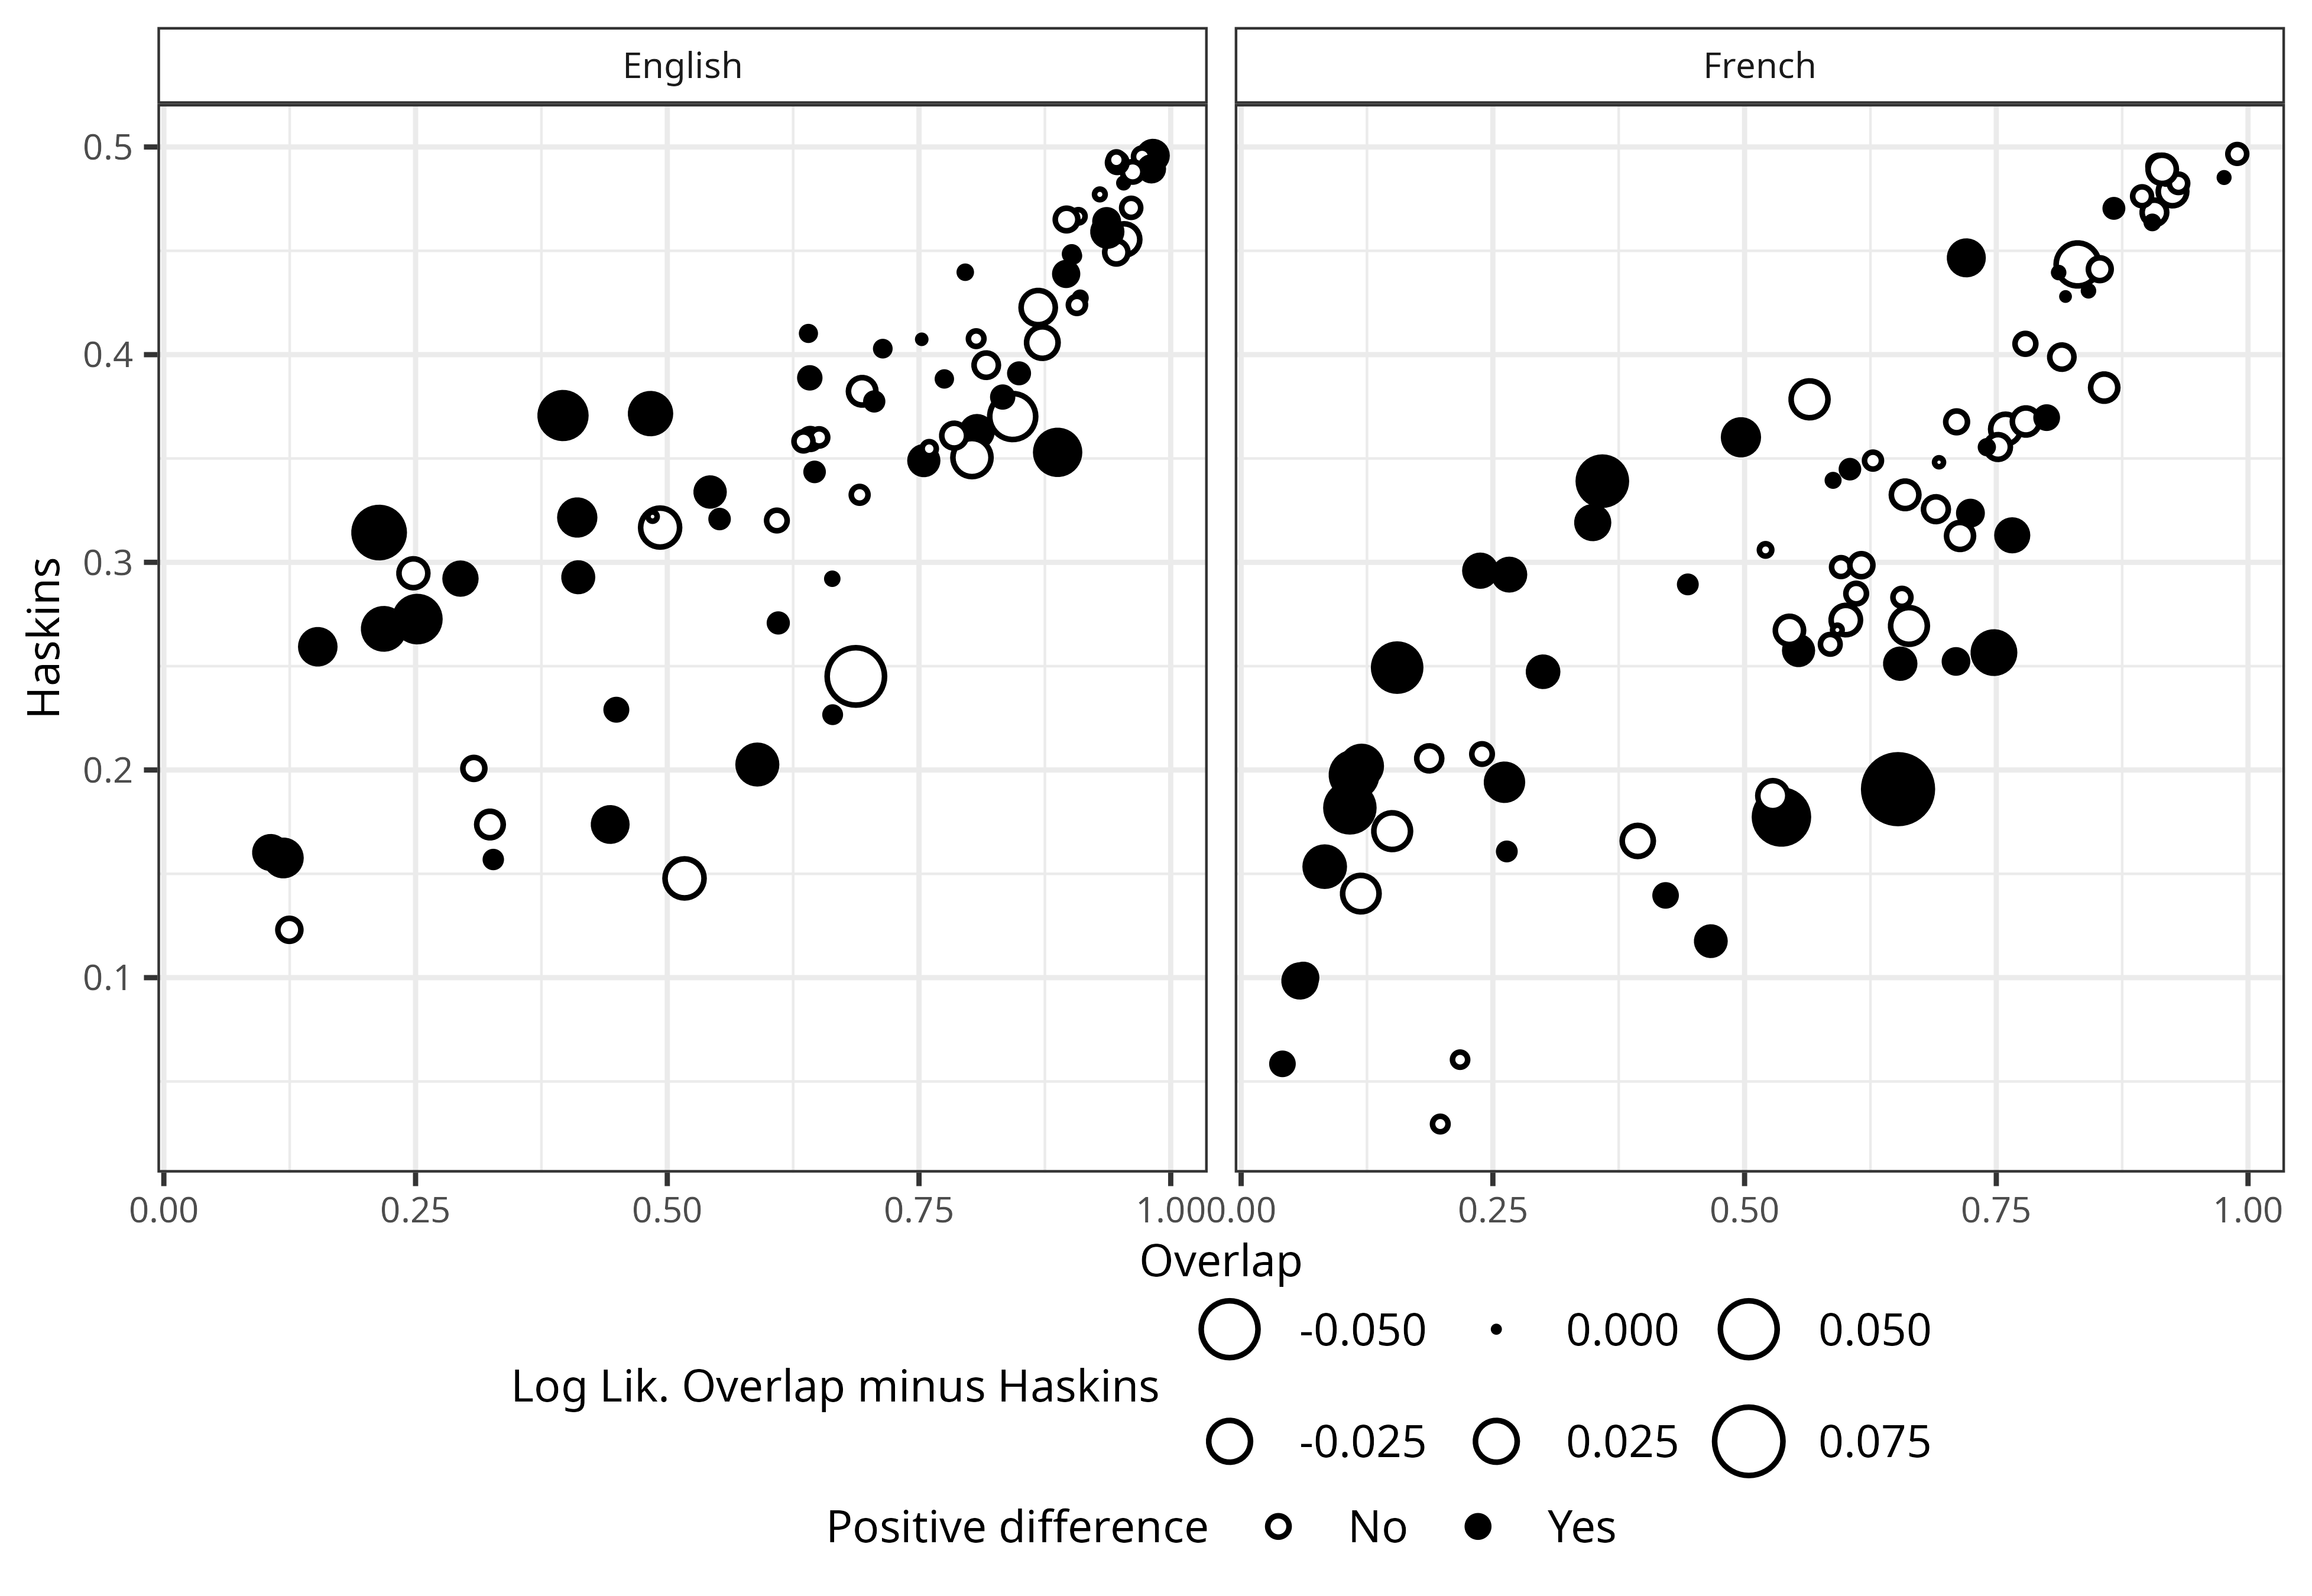 English French
0.5
0.4
0.3
0.2
0.1
Haskins
0.00 0.25 0.50 0.75 1.00 0.00 0.25 0.50 0.75 1.00
Overlap
Log Lik. Overlap minus Haskins
-0.050 0.000 0.050
-0.025 0.025 0.075
Positive difference No Yes